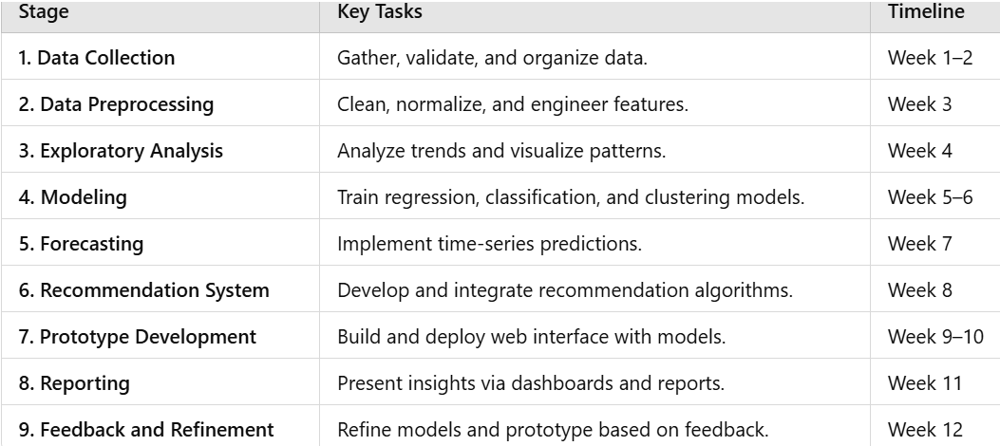 Stage Key Tasks Timeline
1. Data Collection Gather, validate, and organize data. Week 1–2
2. Data Preprocessing Clean, normalize, and engineer features. Week 3
3. Exploratory Analysis Analyze trends and visualize patterns. Week 4
4. Modeling Train regression, classification, and clustering models. Week 5–6
5. Forecasting Implement time-series predictions. Week 7
6. Recommendation System Develop and integrate recommendation algorithms. Week 8
7. Prototype Development Build and deploy web interface with models. Week 9–10
8. Reporting Present insights via dashboards and reports. Week 11
9. Feedback and Refinement Refine models and prototype based on feedback. Week 12